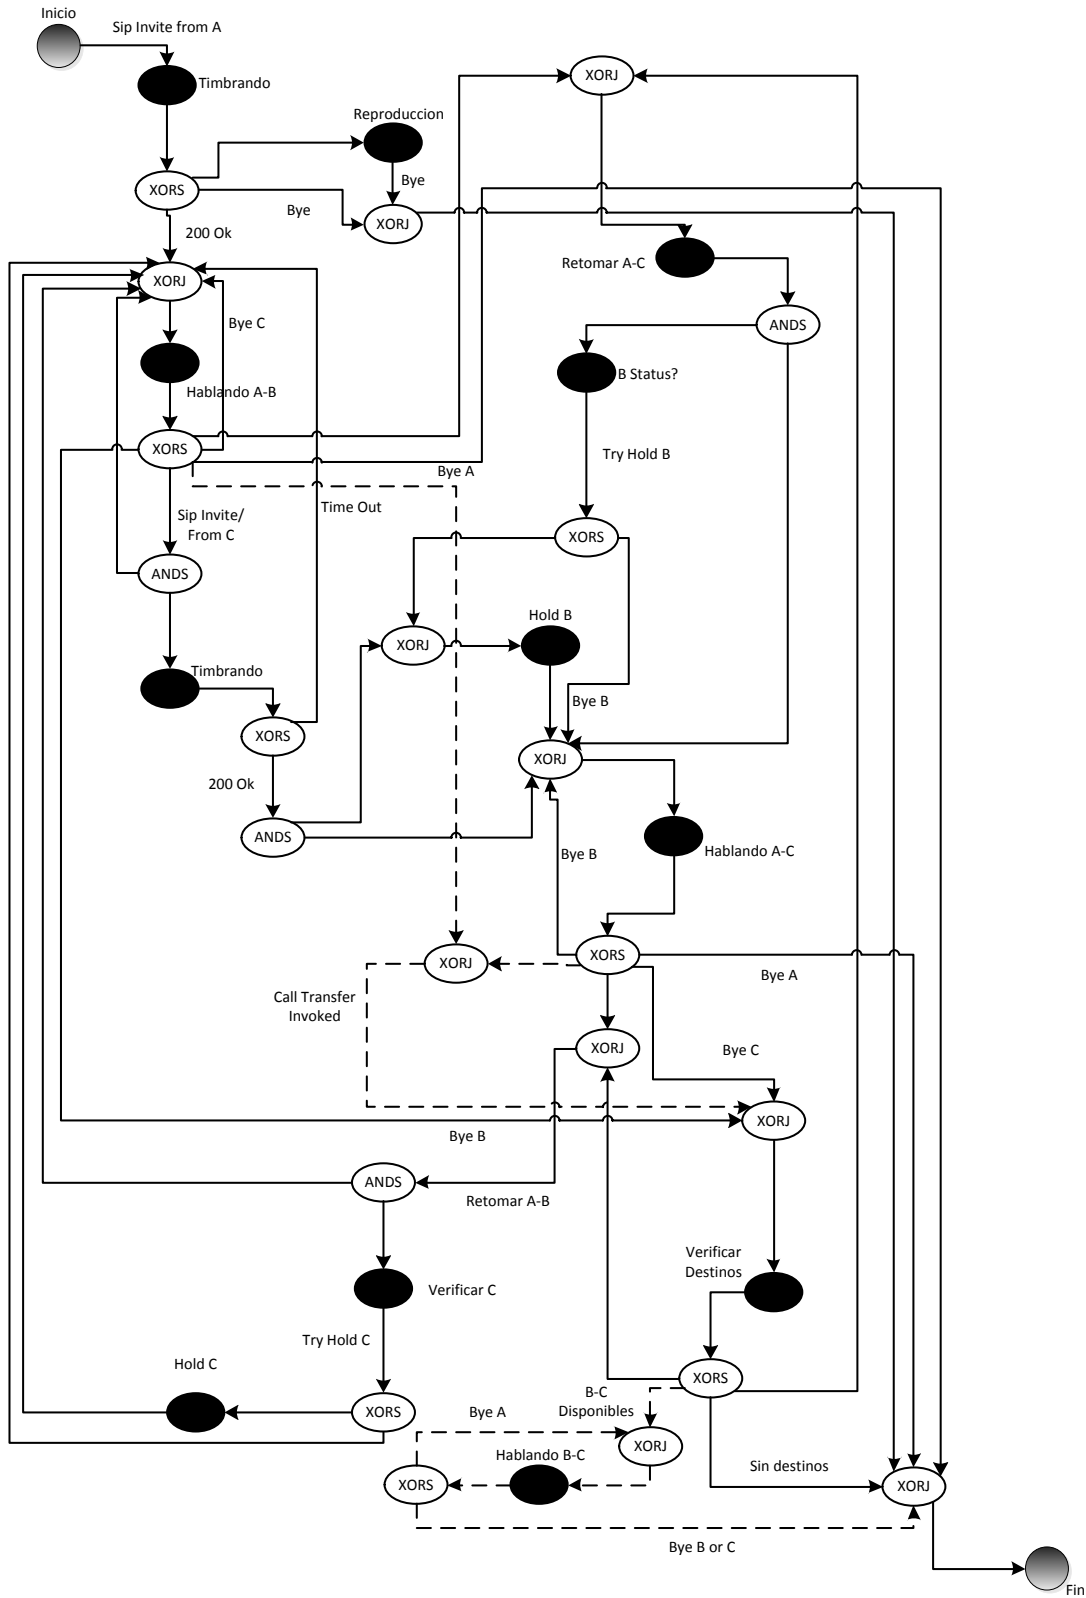 Inicio
Sip Invite from A
Timbrando
XORJ
Reproduccion
XORS
Bye
Bye
XORJ
200 Ok
Retomar A-C
XORJ
Bye C
ANDS
B Status?
Hablando A-B
XORS
Bye A
Try Hold B
Time Out
Sip Invite/
From C
XORS
ANDS
Hold B
XORJ
Timbrando
Bye B
XORS
XORJ
200 Ok
ANDS
Hablando A-C
Bye B
XORS
XORJ
Bye A
Call Transfer
Invoked
XORJ
Bye C
XORJ
Bye B
ANDS
Retomar A-B
Verificar
Destinos
Verificar C
Try Hold C
Hold C
XORS
B-C
Disponibles
XORS
Bye A
XORJ
Hablando B-C
Sin destinos
XORS
XORJ
Bye B or C
Fin